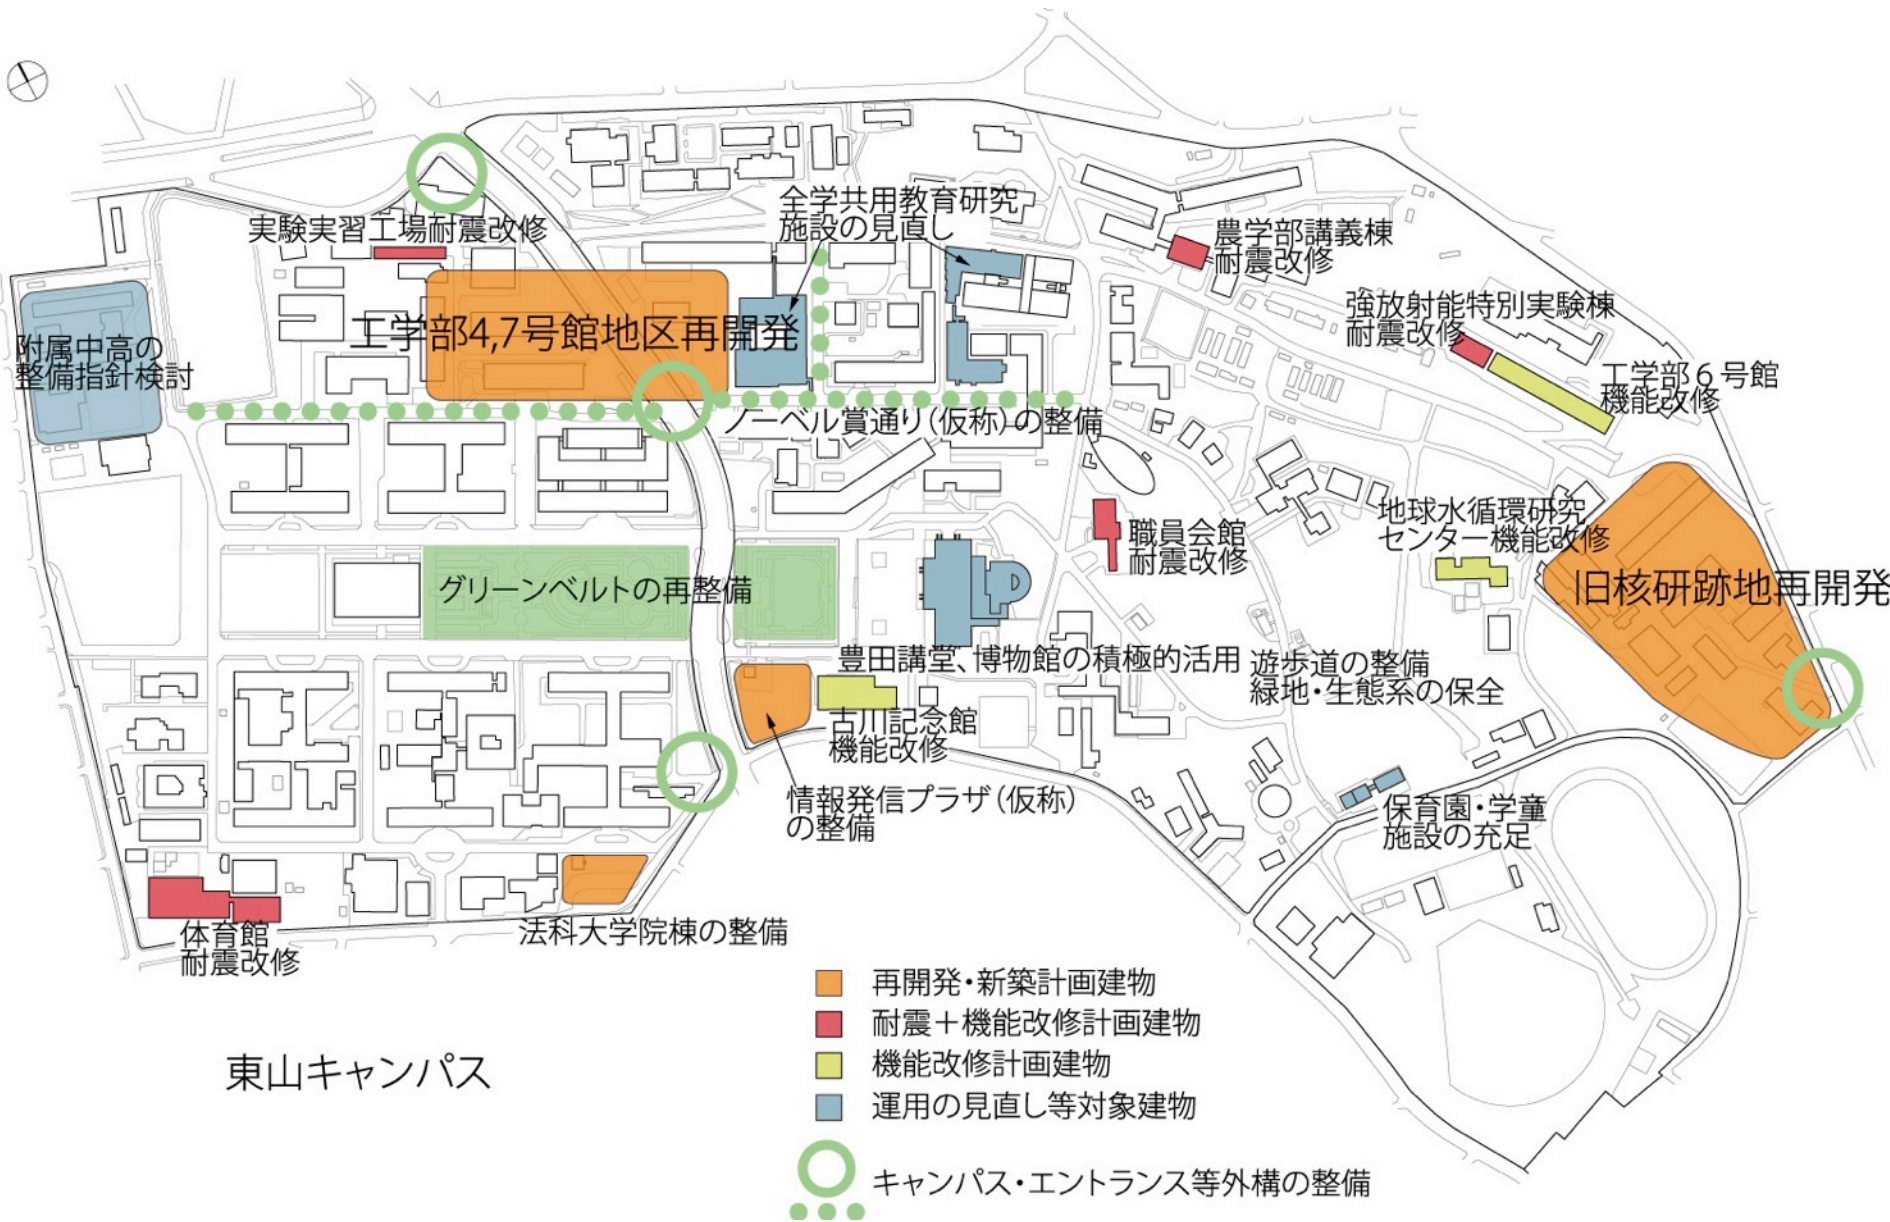 全学共用教育研究
施設の見直し
実験実習工場耐震改修
農学部講義棟
耐震改修
強放射能特別実験棟
耐震改修
工学部4,7号館地区再開発
附属中高の
整備指針検討
工学部６号館
機能改修
ノーベル賞通り（仮称）の整備
地球水循環研究
センター機能改修
職員会館
耐震改修
グリーンベルトの再整備
旧核研跡地再開発
豊田講堂、博物館の積極的活用
遊歩道の整備
緑地・生態系の保全
古川記念館
機能改修
情報発信プラザ（仮称）
の整備
保育園・学童
施設の充足
体育館
耐震改修
法科大学院棟の整備
再開発・新築計画建物
耐震＋機能改修計画建物
機能改修計画建物
運用の見直し等対象建物
キャンパス・エントランス等外構の整備
東山キャンパス